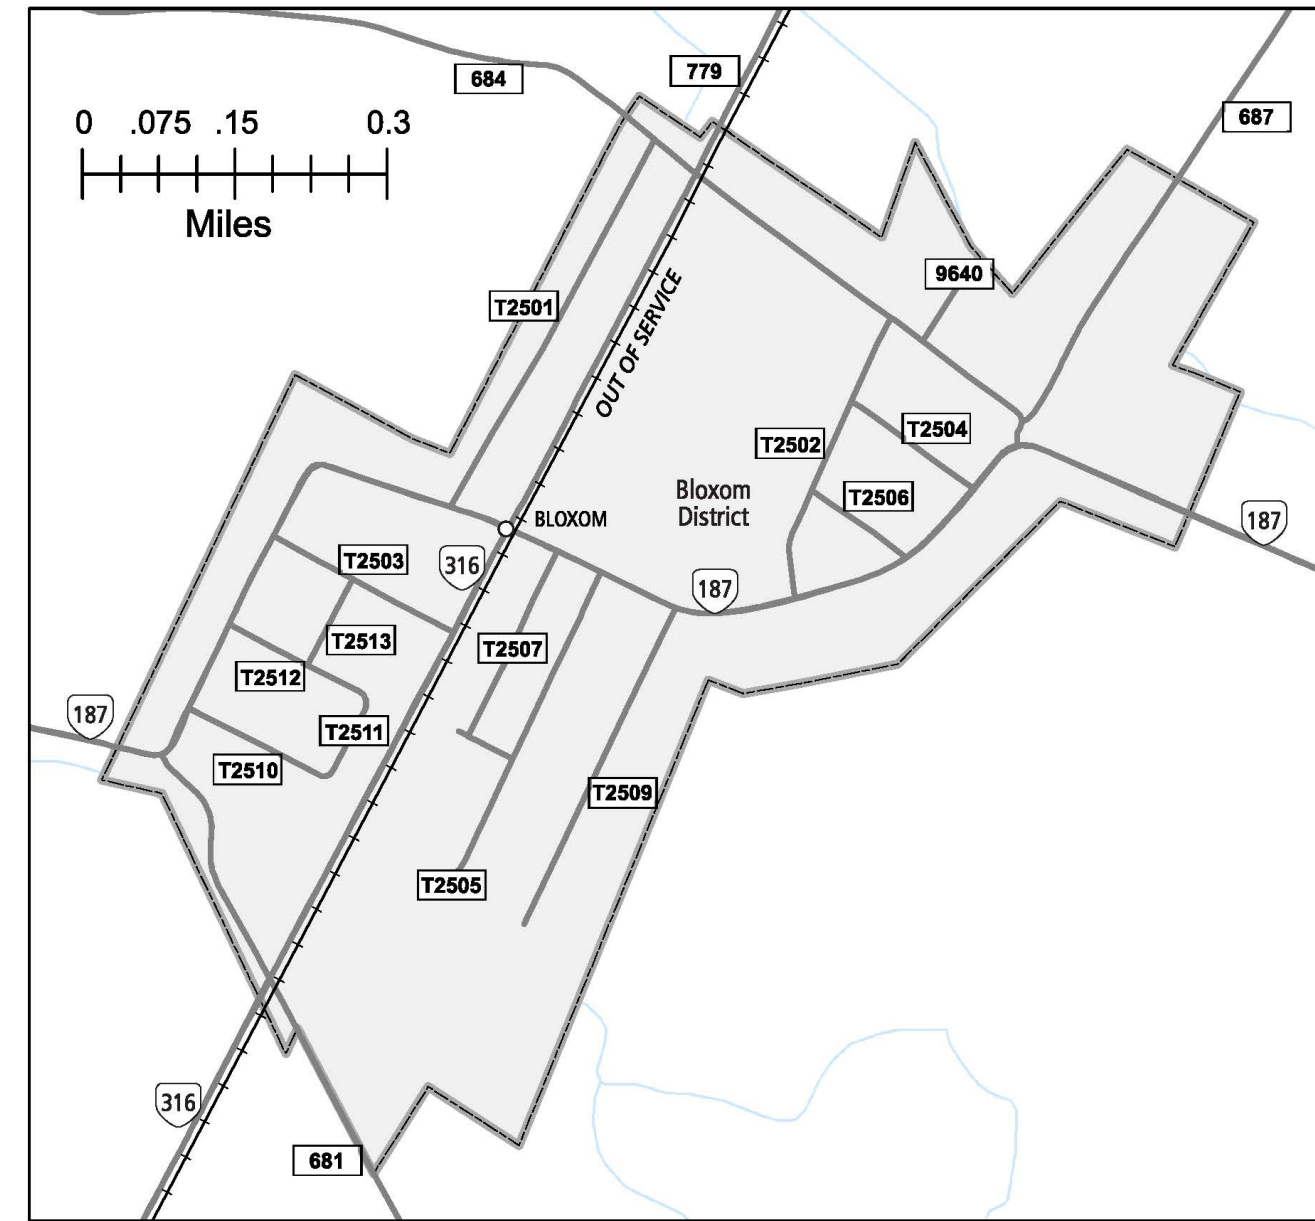 684
779
687
0 .075 .15 0.3
Miles
9640
T2501
OUT OF SERVICE
T2502
T2504
Bloxom
District
T2506
BLOXOM
187
T2503
316
187
T2513
T2507
T2512
187
T2511
T2510
T2509
T2505
316
681